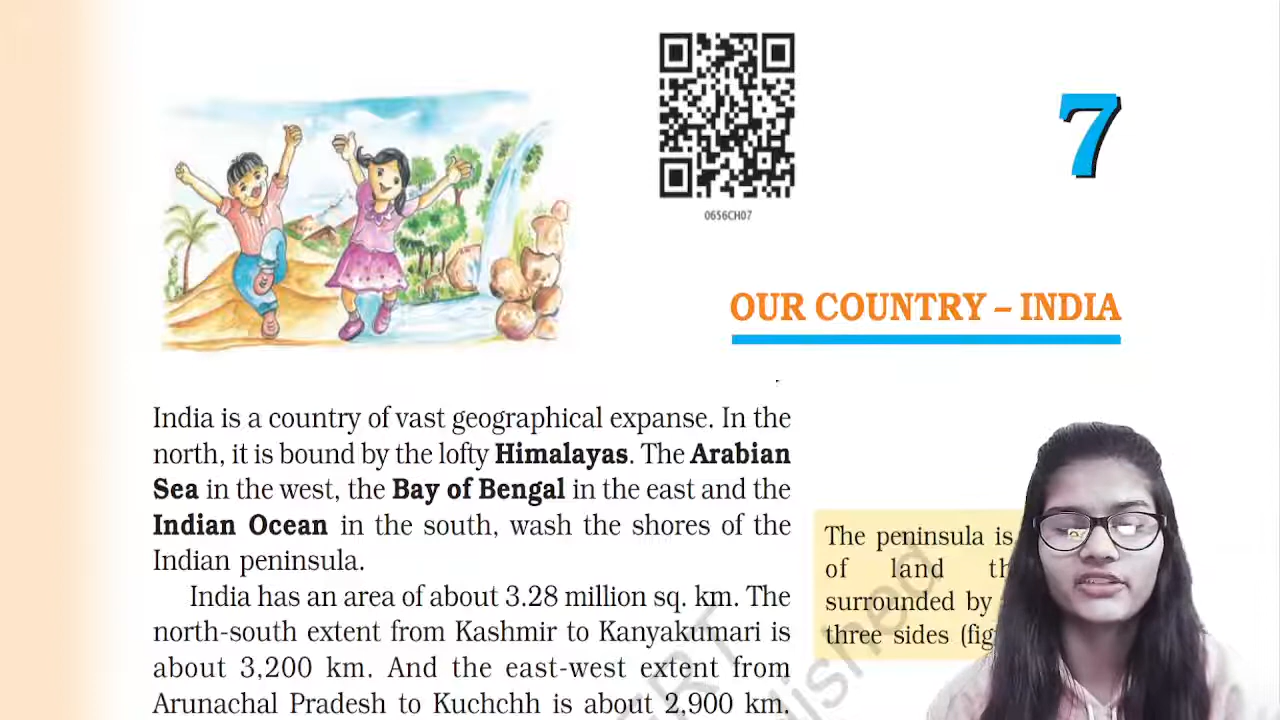 0656CH07
7
OUR COUNTRY – INDIA
India is a country of vast geographical expanse. In the
north, it is bound by the lofty Himalayas. The Arabian
Sea in the west, the Bay of Bengal in the east and the
Indian Ocean in the south, wash the shores of the
Indian peninsula.
India has an area of about 3.28 million sq. km. The
north-south extent from Kashmir to Kanyakumari is
about 3,200 km. And the east-west extent from
Arunachal Pradesh to Kuchchh is about 2,900 km.
The peninsula is
of land
surrounded by
three sides